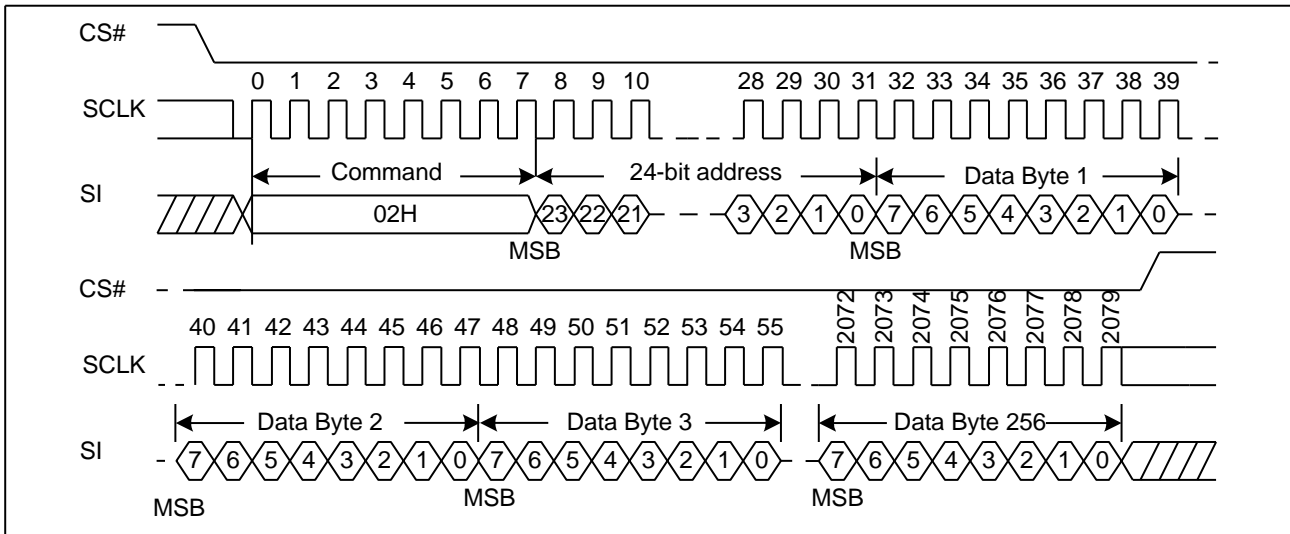 CS#
0 1 2 3 4 5 6 7 8 9 10 28 29 30 31 32 33 34 35 36 37 38 39
SCLK
Command 24-bit address Data Byte 1
SI
02H 23 22 21 3 2 1 0 7 6 5 4 3 2 1 0
MSB MSB
CS#
40 41 42 43 44 45 46 47 48 49 50 51 52 53 54 55 2072 2073 2074 2075 2076 2077 2078 2079
SCLK
Data Byte 2 Data Byte 3 Data Byte 256
SI
7 6 5 4 3 2 1 0 7 6 5 4 3 2 1 0 7 6 5 4 3 2 1 0
MSB MSB MSB